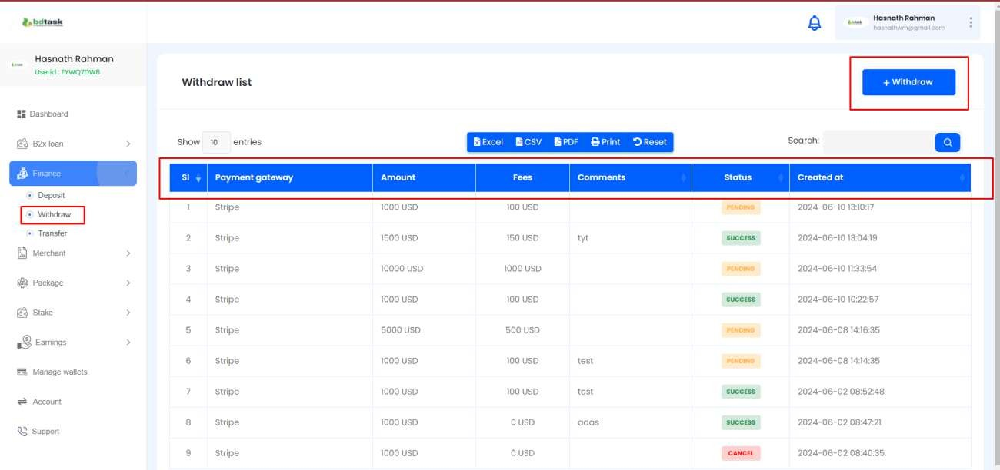 bdtask
Hasnath Rahman
hasnathwm@gmail.com
Hasnath Rahman
Userid : FYWQ7DWB
Dashboard
B2x loan
Finance
Deposit
Withdraw
Transfer
Merchant
Package
Stake
Earnings
Manage wallets
Account
Support
Withdraw list
+ Withdraw
Show 10 entries
Excel CSV PDF Print Reset
Search:
Sl Payment gateway Amount Fees Comments Status Created at
1 Stripe 1000 USD 100 USD PENDING 2024-06-10 13:10:17
2 Stripe 1500 USD 150 USD tyt SUCCESS 2024-06-10 13:04:19
3 Stripe 10000 USD 1000 USD PENDING 2024-06-10 11:33:54
4 Stripe 1000 USD 100 USD SUCCESS 2024-06-10 10:22:57
5 Stripe 5000 USD 500 USD PENDING 2024-06-08 14:16:35
6 Stripe 1000 USD 100 USD test PENDING 2024-06-08 14:14:35
7 Stripe 1000 USD 100 USD test SUCCESS 2024-06-02 08:52:48
8 Stripe 1000 USD 0 USD adas SUCCESS 2024-06-02 08:47:21
9 Stripe 1000 USD 0 USD CANCEL 2024-06-02 08:40:35